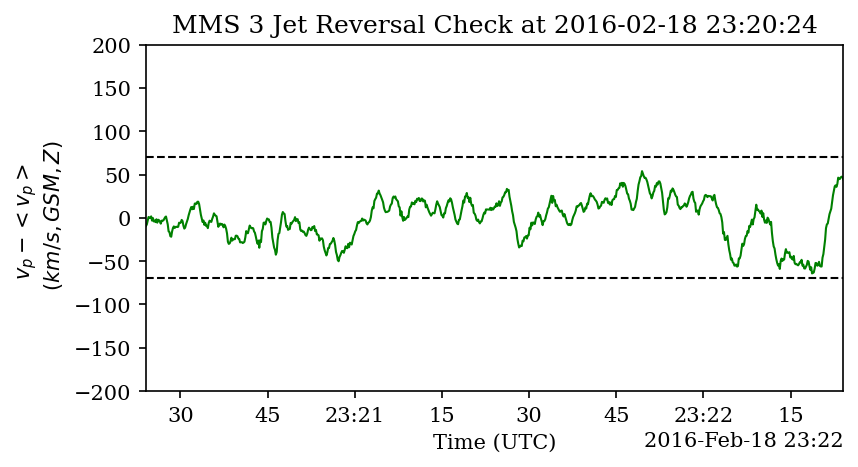 MMS 3 Jet Reversal Check at 2016-02-18 23:20:24
200
150
100
50
0
−50
−100
−150
−200
v_p − < v_p >
(km/s, GSM, Z)
30 45 23:21 15 30 45 23:22 15
Time (UTC)
2016-Feb-18 23:22